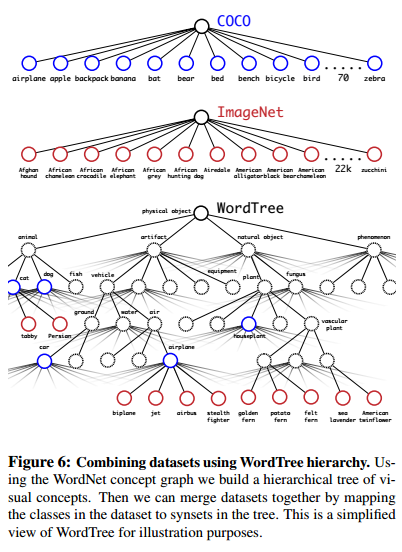 COCO
airplane apple backpack banana bat bear bed bench bicycle bird 70 zebra
ImageNet
Afghan hound African chameleon African crocodile African elephant African grey African hunting dog Airedale American alligator American black bear American chameleon 22k zucchini
physical object WordTree
animal artifact natural object phenomenon
cat dog fish vehicle equipment plant fungus
tabby Persian ground water air houseplant vascular plant
car airplane
biplane jet airbus stealth fighter golden fern potato fern felt fern sea lavender American twinflower
Figure 6: Combining datasets using WordTree hierarchy. Us-
ing the WordNet concept graph we build a hierarchical tree of vi-
sual concepts. Then we can merge datasets together by mapping
the classes in the dataset to synsets in the tree. This is a simplified
view of WordTree for illustration purposes.